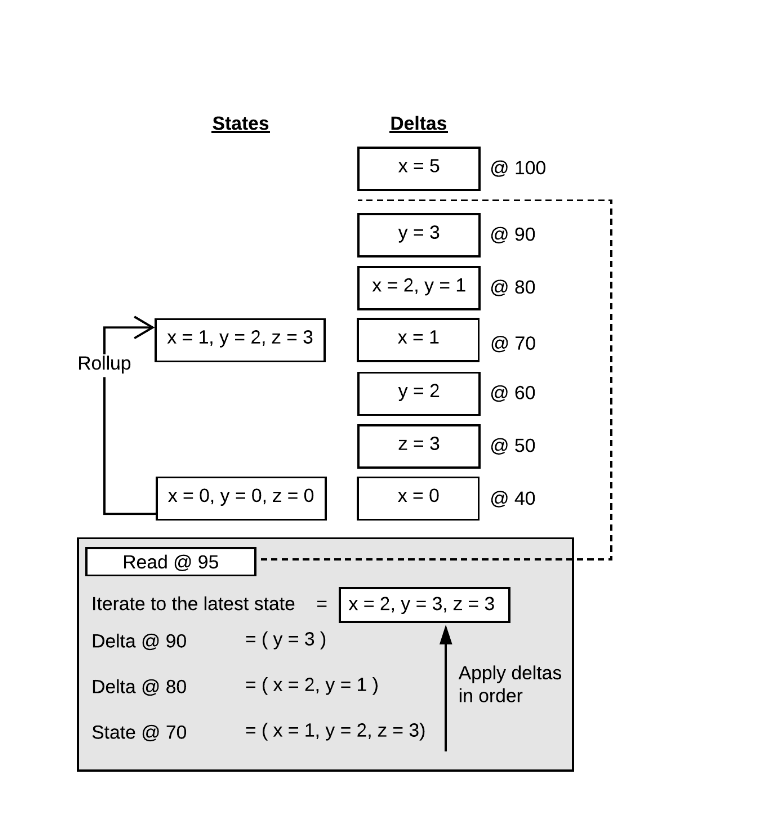 States Deltas
x = 5 @ 100
y = 3 @ 90
x = 2, y = 1 @ 80
x = 1, y = 2, z = 3 x = 1 @ 70
Rollup
y = 2 @ 60
z = 3 @ 50
x = 0, y = 0, z = 0 x = 0 @ 40
Read @ 95
Iterate to the latest state = x = 2, y = 3, z = 3
Delta @ 90 = ( y = 3 )
Delta @ 80 = ( x = 2, y = 1 )
Apply deltas
in order
State @ 70 = ( x = 1, y = 2, z = 3)